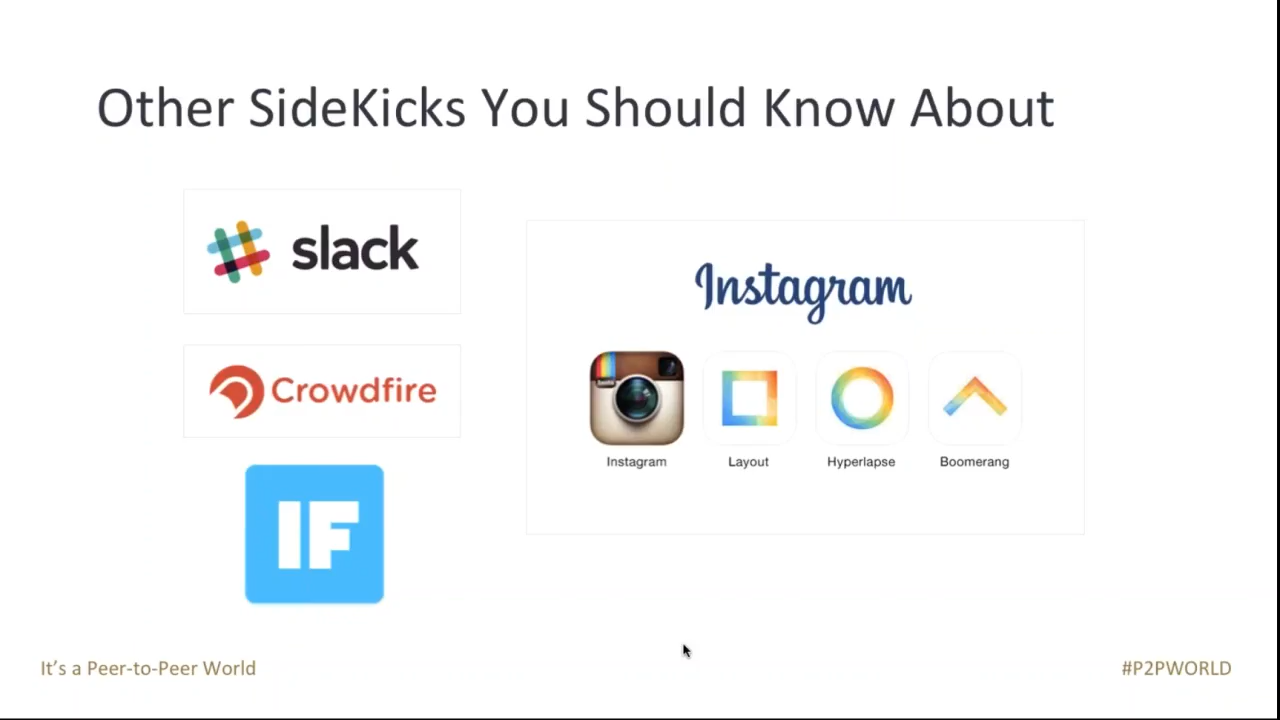 Other SideKicks You Should Know About
slack
Crowdfire
IF
Instagram
Instagram
Layout
Hyperlapse
Boomerang
It's a Peer-to-Peer World
#P2PWORLD